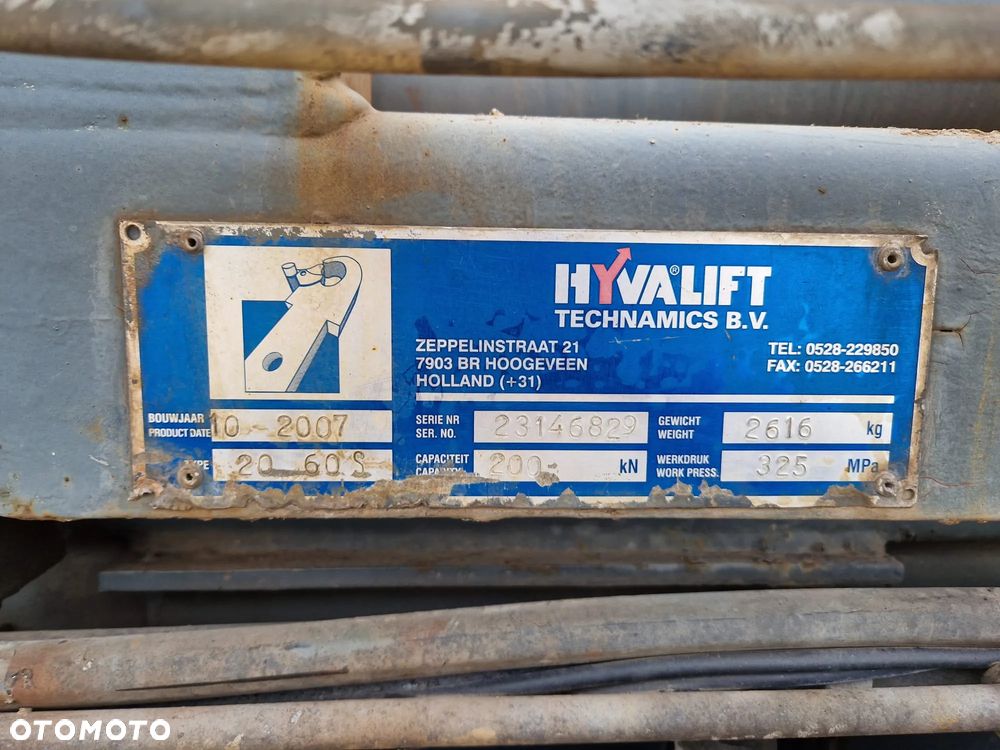 HYVA®LIFT
TECHNAMICS B.V.
ZEPPELINSTRAAT 21
7903 BR HOOGEVEEN
HOLLAND (+31)
TEL: 0528-229850
FAX: 0528-266211
BOUWJAAR
PRODUCT DATE
10-2007
SERIE NR
SER. NO.
23146829
GEWICHT
WEIGHT
2616 kg
20 60S
CAPACITEIT
200- kN
WERKDRUK
WORK PRESS.
325 MPa
OTOMOTO